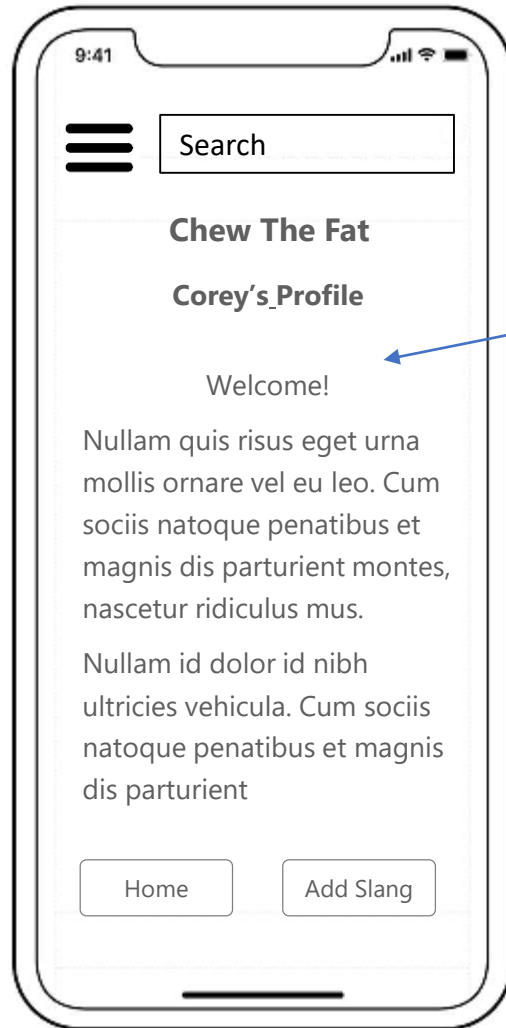 9:41
Search
Chew The Fat
Corey’s Profile
Welcome!
Nullam quis risus eget urna
mollis ornare vel eu leo. Cum
sociis natoque penatibus et
magnis dis parturient montes,
nascetur ridiculus mus.
Nullam id dolor id nibh
ultricies vehicula. Cum sociis
natoque penatibus et magnis
dis parturient
Home
Add Slang